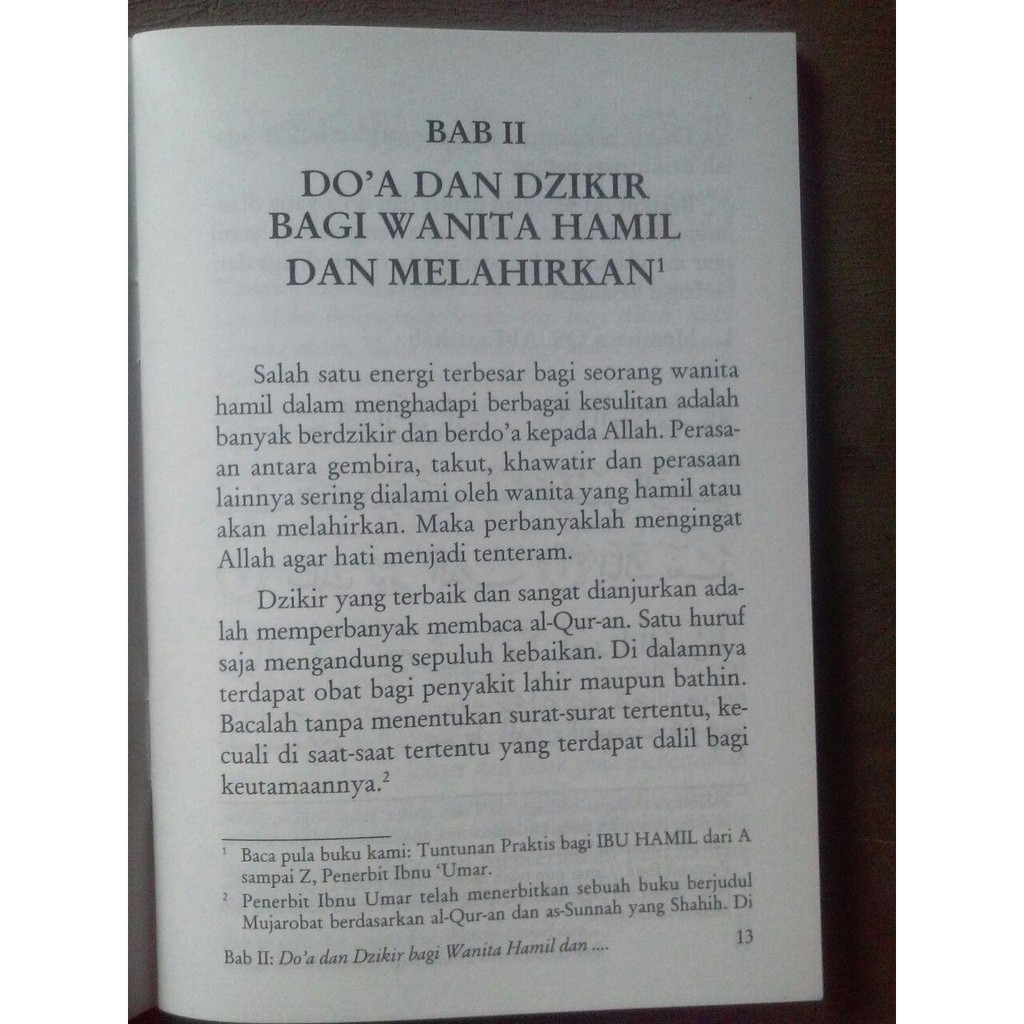 BAB II
DO'A DAN DZIKIR
BAGI WANITA HAMIL
DAN MELAHIRKAN¹
Salah satu energi terbesar bagi seorang wanita
hamil dalam menghadapi berbagai kesulitan adalah
banyak berdzikir dan berdo'a kepada Allah. Perasa-
an antara gembira, takut, khawatir dan perasaan
lainnya sering dialami oleh wanita yang hamil atau
akan melahirkan. Maka perbanyaklah mengingat
Allah agar hati menjadi tenteram.
Dzikir yang terbaik dan sangat dianjurkan ada-
lah memperbanyak membaca al-Qur-an. Satu huruf
saja mengandung sepuluh kebaikan. Di dalamnya
terdapat obat bagi penyakit lahir maupun bathin.
Bacalah tanpa menentukan surat-surat tertentu, ke-
cuali di saat-saat tertentu yang terdapat dalil bagi
keutamaannya.²
¹ Baca pula buku kami: Tuntunan Praktis bagi IBU HAMIL dari A
sampai Z, Penerbit Ibnu 'Umar.
² Penerbit Ibnu Umar telah menerbitkan sebuah buku berjudul
Mujarobat berdasarkan al-Qur-an dan as-Sunnah yang Shahih. Di
Bab II: Do'a dan Dzikir bagi Wanita Hamil dan .... 13